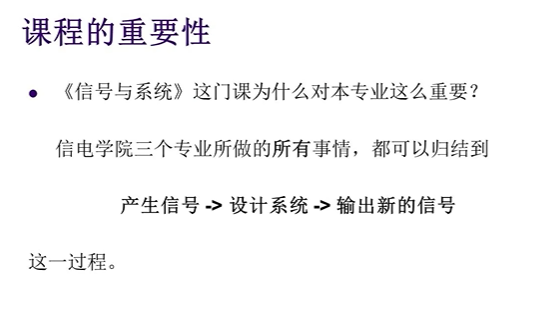 课程的重要性
• 《信号与系统》这门课为什么对本专业这么重要？
信电学院三个专业所做的所有事情，都可以归结到
产生信号 -> 设计系统 -> 输出新的信号
这一过程。